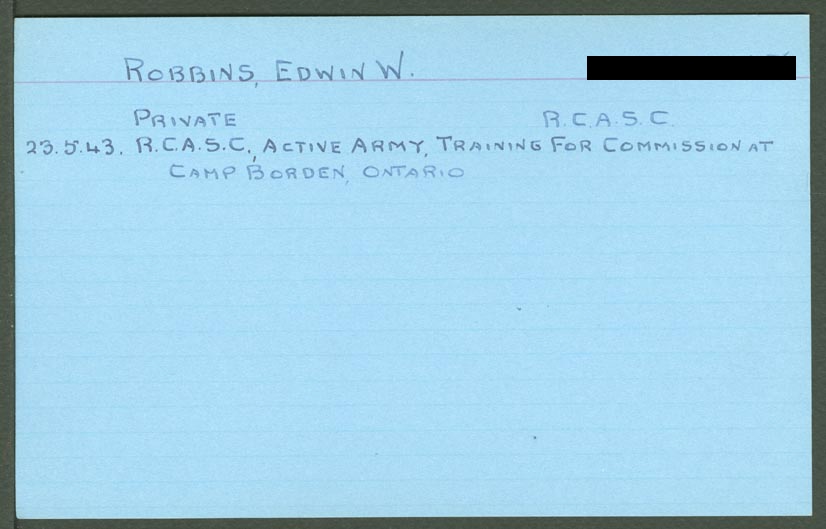 ROBBINS, EDWIN W.
PRIVATE R.C.A.S.C.
23.5.43. R.C.A.S.C., ACTIVE ARMY, TRAINING FOR COMMISSION AT
CAMP BORDEN, ONTARIO